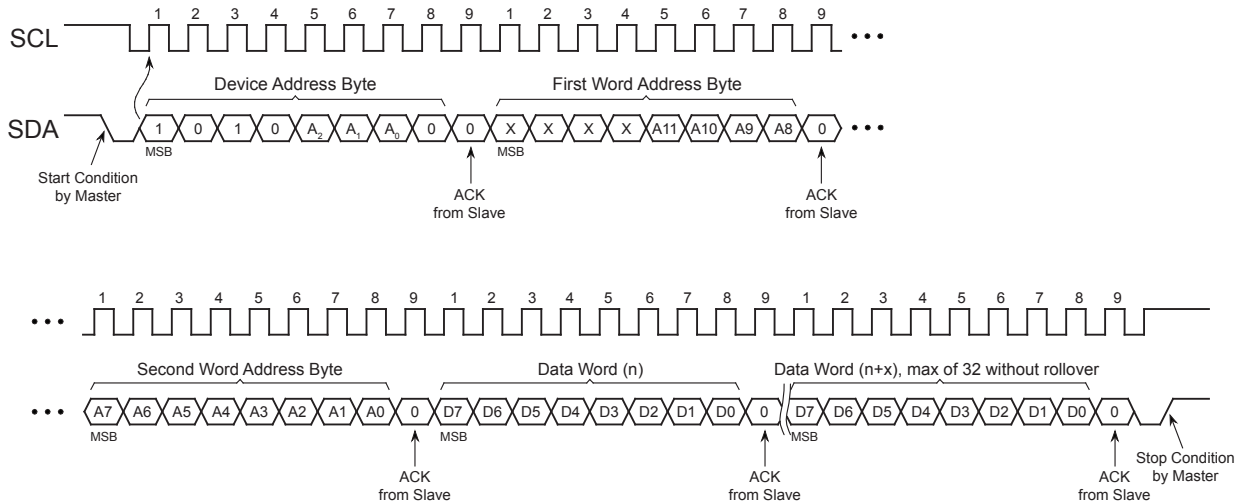 1 2 3 4 5 6 7 8 9 1 2 3 4 5 6 7 8 9
SCL
Device Address Byte First Word Address Byte
SDA 1 0 1 0 A2 A1 A0 0 0 X X X X A11 A10 A9 A8 0
MSB MSB
Start Condition
by Master
ACK
from Slave
ACK
from Slave
1 2 3 4 5 6 7 8 9 1 2 3 4 5 6 7 8 9 1 2 3 4 5 6 7 8 9
Second Word Address Byte Data Word (n) Data Word (n+x), max of 32 without rollover
A7 A6 A5 A4 A3 A2 A1 A0 0 D7 D6 D5 D4 D3 D2 D1 D0 0 D7 D6 D5 D4 D3 D2 D1 D0 0
MSB MSB MSB
ACK
from Slave
ACK
from Slave
ACK
from Slave
Stop Condition
by Master